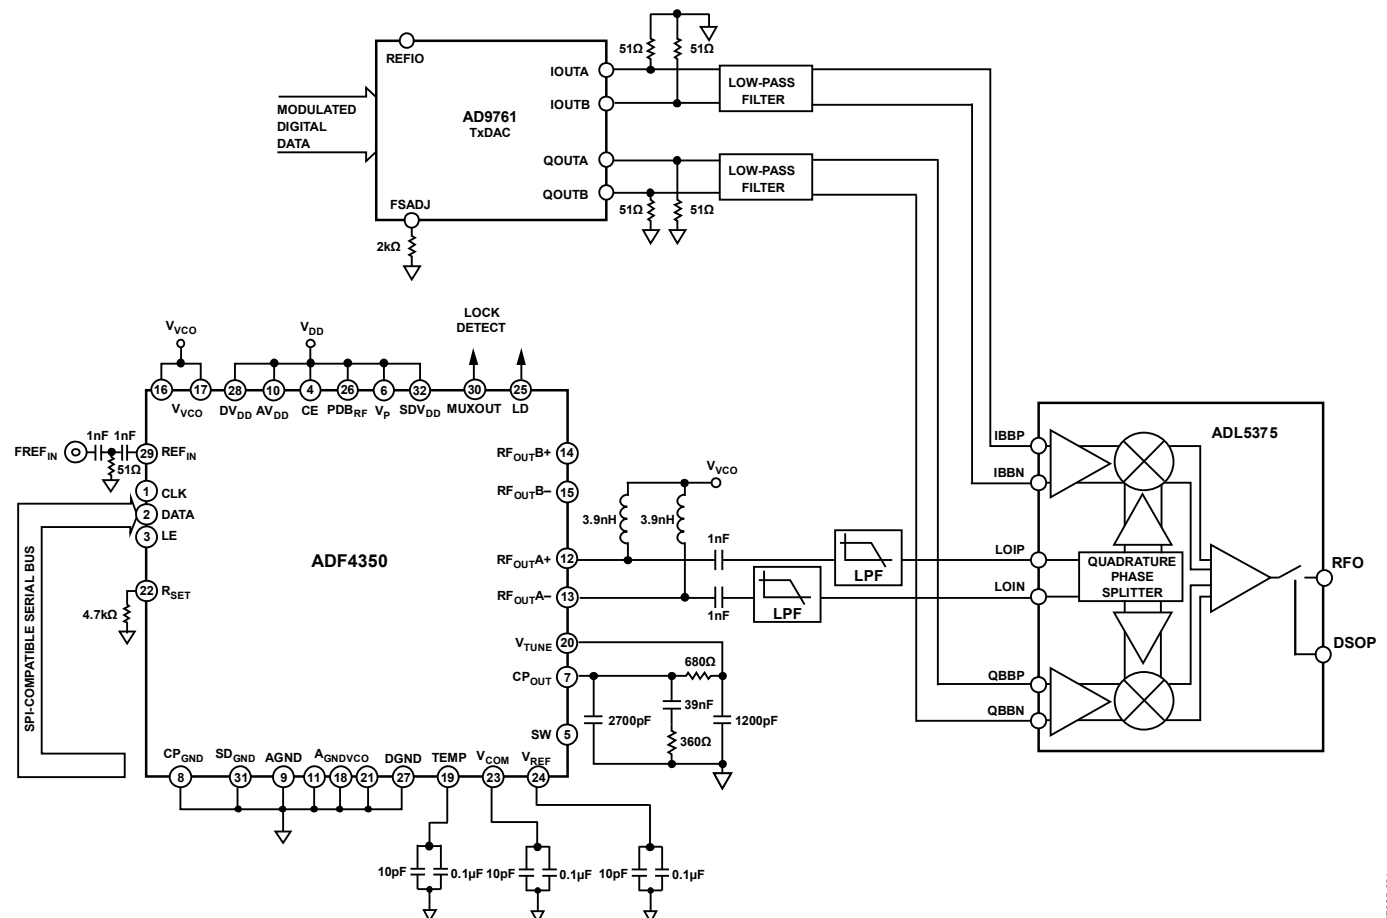 51Ω 51Ω
REFIO
IOUTA
IOUTB
LOW-PASS
FILTER
MODULATED
DIGITAL
DATA
AD9761
TxDAC
QOUTA
QOUTB
LOW-PASS
FILTER
FSADJ
51Ω 51Ω
2kΩ
LOCK
DETECT
VVCO
VDD
16 17 28 10 4 26 6 32 30 25
VVCO DVDD AVDD CE PDBRF VP SDVDD MUXOUT LD
ADL5375
FREFIN
1nF 1nF
51Ω
29 REFIN
1 CLK
2 DATA
3 LE
22 RSET
4.7kΩ
SPI-COMPATIBLE SERIAL BUS
ADF4350
RFOUTB+ 14
RFOUTB– 15
RFOUTA+ 12
RFOUTA– 13
VTUNE 20
CPOUT 7
SW 5
VVCO
3.9nH 3.9nH
1nF
1nF
LPF
LPF
680Ω
39nF
2700pF
1200pF
360Ω
IBBP
IBBN
LOIP
LOIN
QUADRATURE
PHASE
SPLITTER
RFO
DSOP
QBBP
QBBN
CPGND SDGND AGND AGNDVCO DGND TEMP VCOM VREF
8 31 9 11 18 21 27 19 23 24
10pF 0.1µF 10pF 0.1µF 10pF 0.1µF